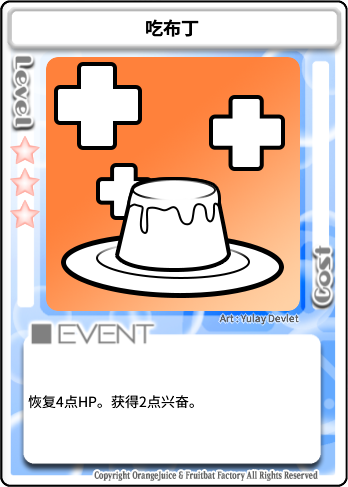 吃布丁
Level
Art : Yulay Devlet
Cost
EVENT
恢复4点HP。获得2点兴奋。
Copyright OrangeJuice & Fruitbat Factory All Rights Reserved